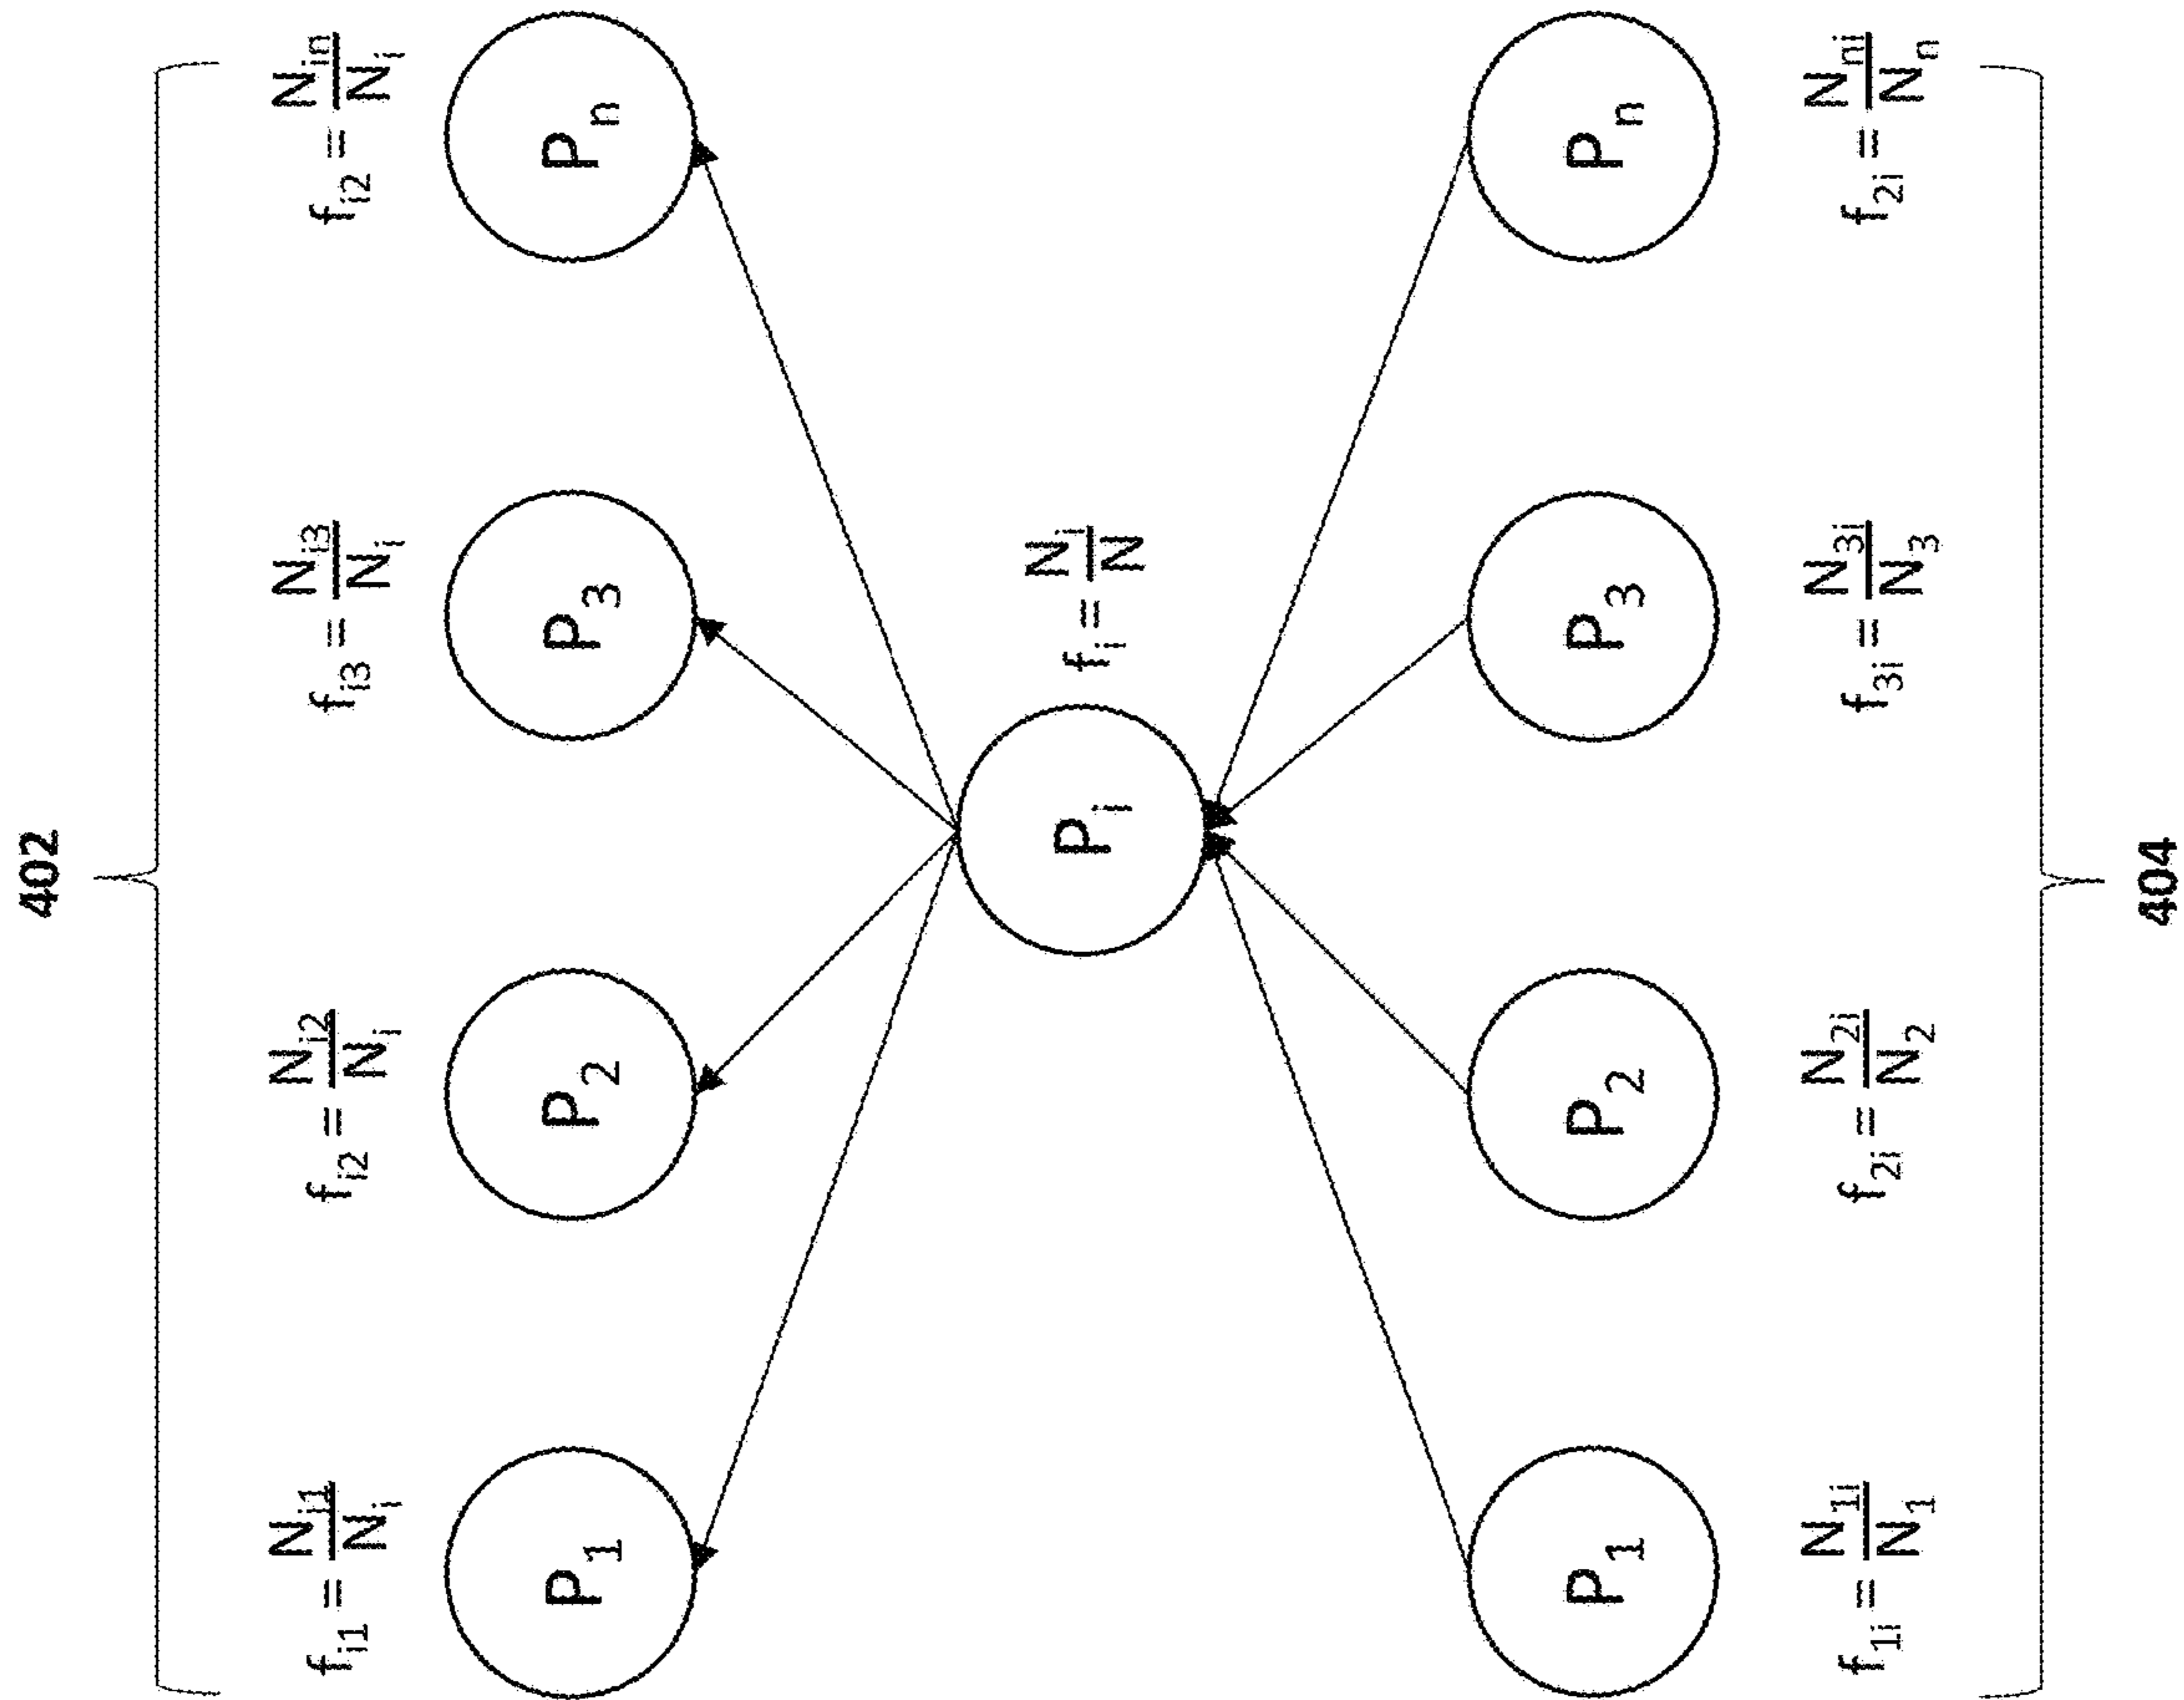 402
f_i1 = N_i1/N_i
f_i2 = N_i2/N_i
f_i3 = N_i3/N_i
f_i2 = N_in/N_i
P_1
P_2
P_3
P_n
P_i
f_i = N_i/N
P_1
P_2
P_3
P_n
f_1i = N_1i/N_1
f_2i = N_2i/N_2
f_3i = N_3i/N_3
f_2i = N_ni/N_n
404